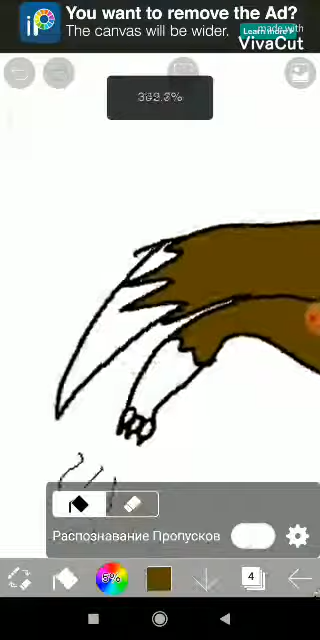 You want to remove the Ad?
The canvas will be wider.
Learn more
made with
VivaCut
Распознавание Пропусков
5%
4